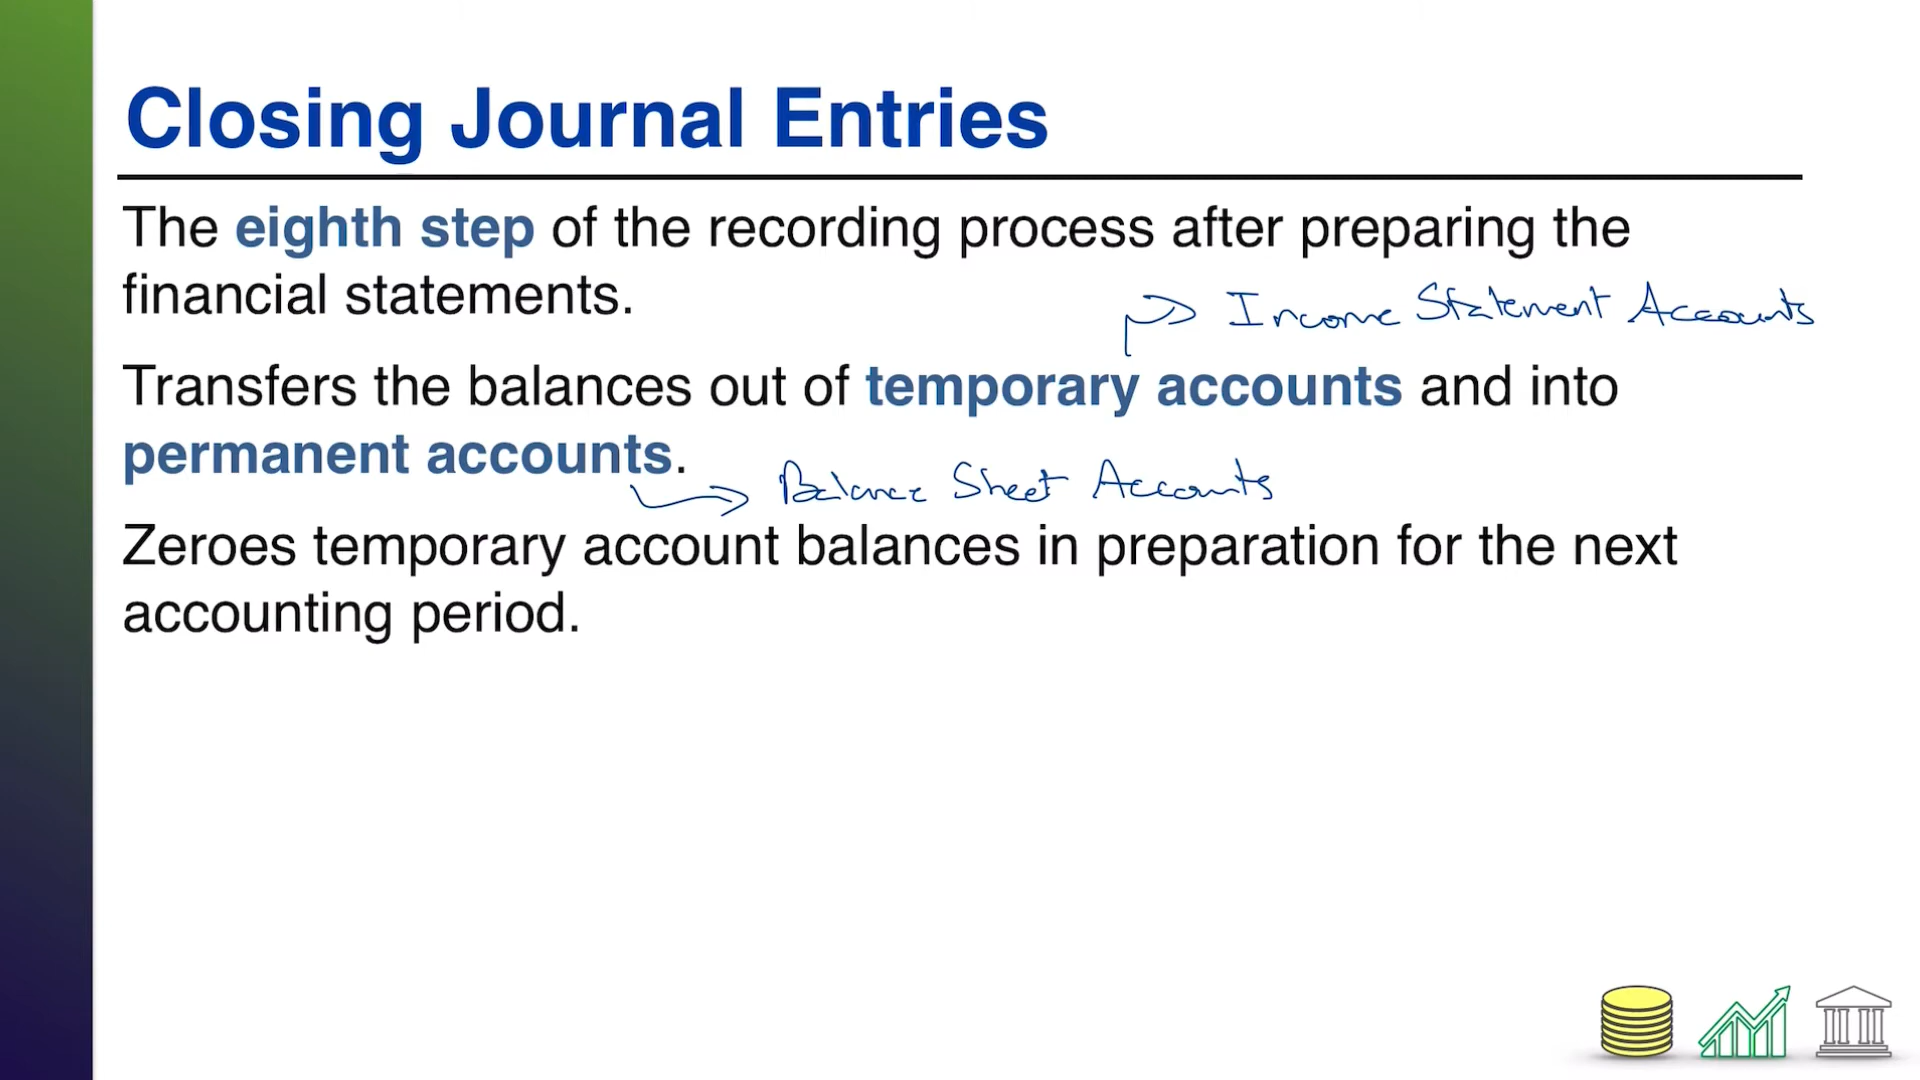 Closing Journal Entries
The eighth step of the recording process after preparing the
financial statements.
Income Statement Accounts
Transfers the balances out of temporary accounts and into
permanent accounts.
Balance Sheet Accounts
Zeroes temporary account balances in preparation for the next
accounting period.